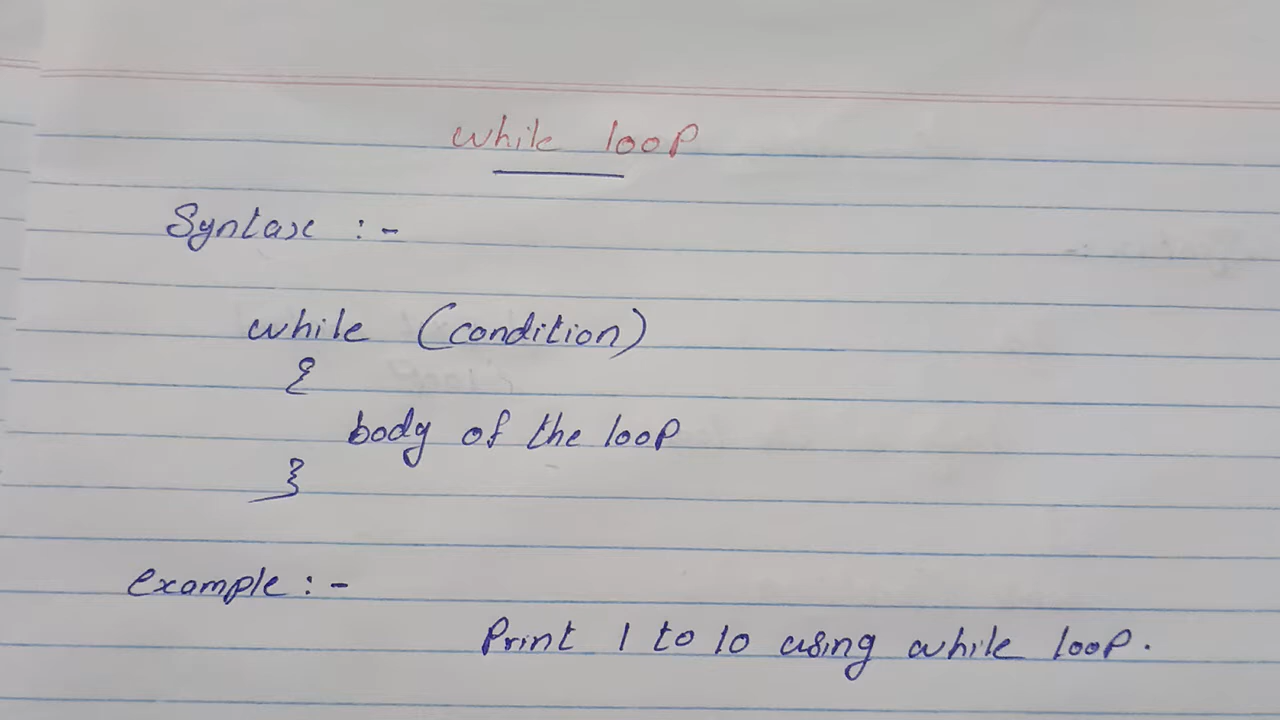 while loop
Syntax :-
while (condition)
{
body of the loop
}
example :-
Print 1 to 10 using while loop.